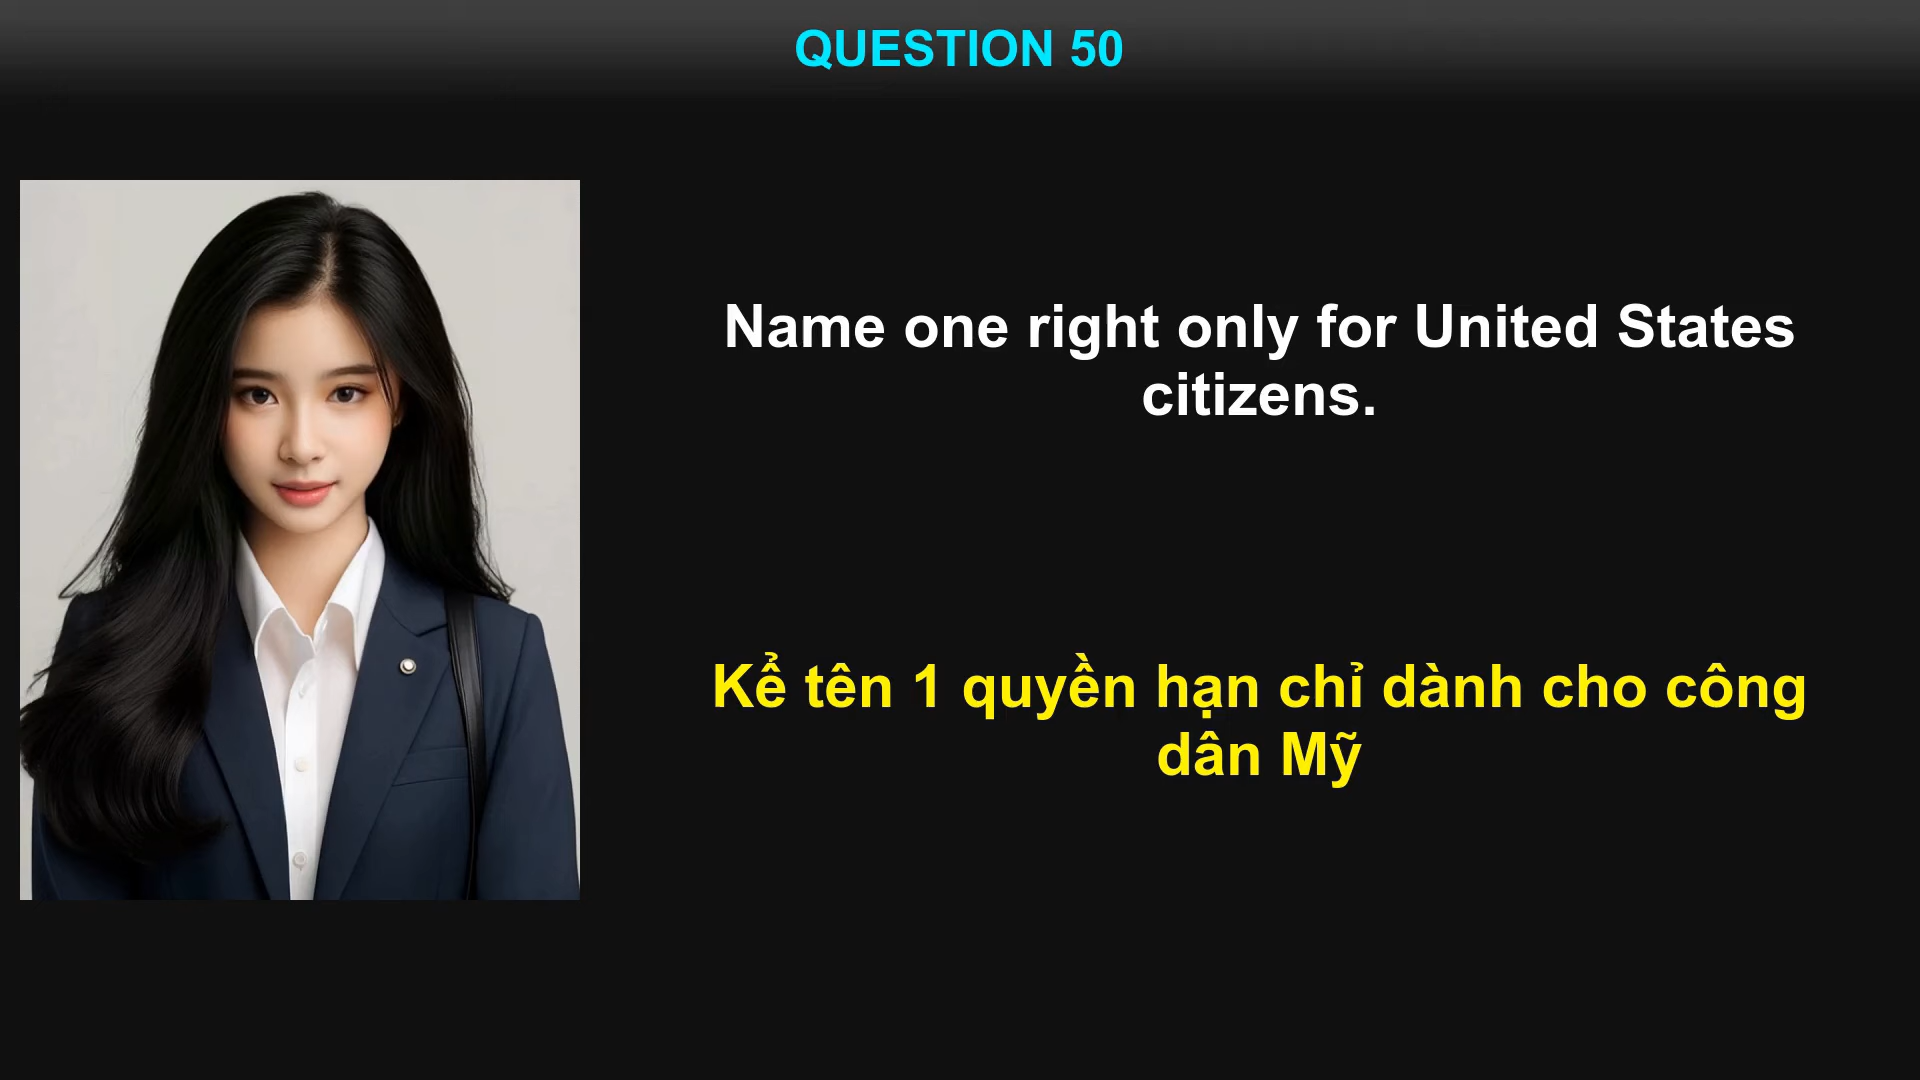 QUESTION 50
Name one right only for United States
citizens.
Kể tên 1 quyền hạn chỉ dành cho công
dân Mỹ